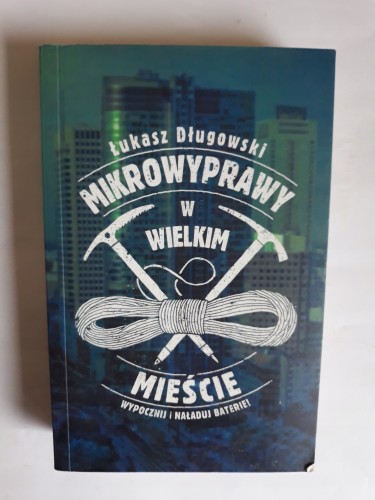 Łukasz Długowski
MIKROWYPRAWY
W
WIELKIM
MIEŚCIE
WYPOCZNIJ i NAŁADUJ BATERIE!